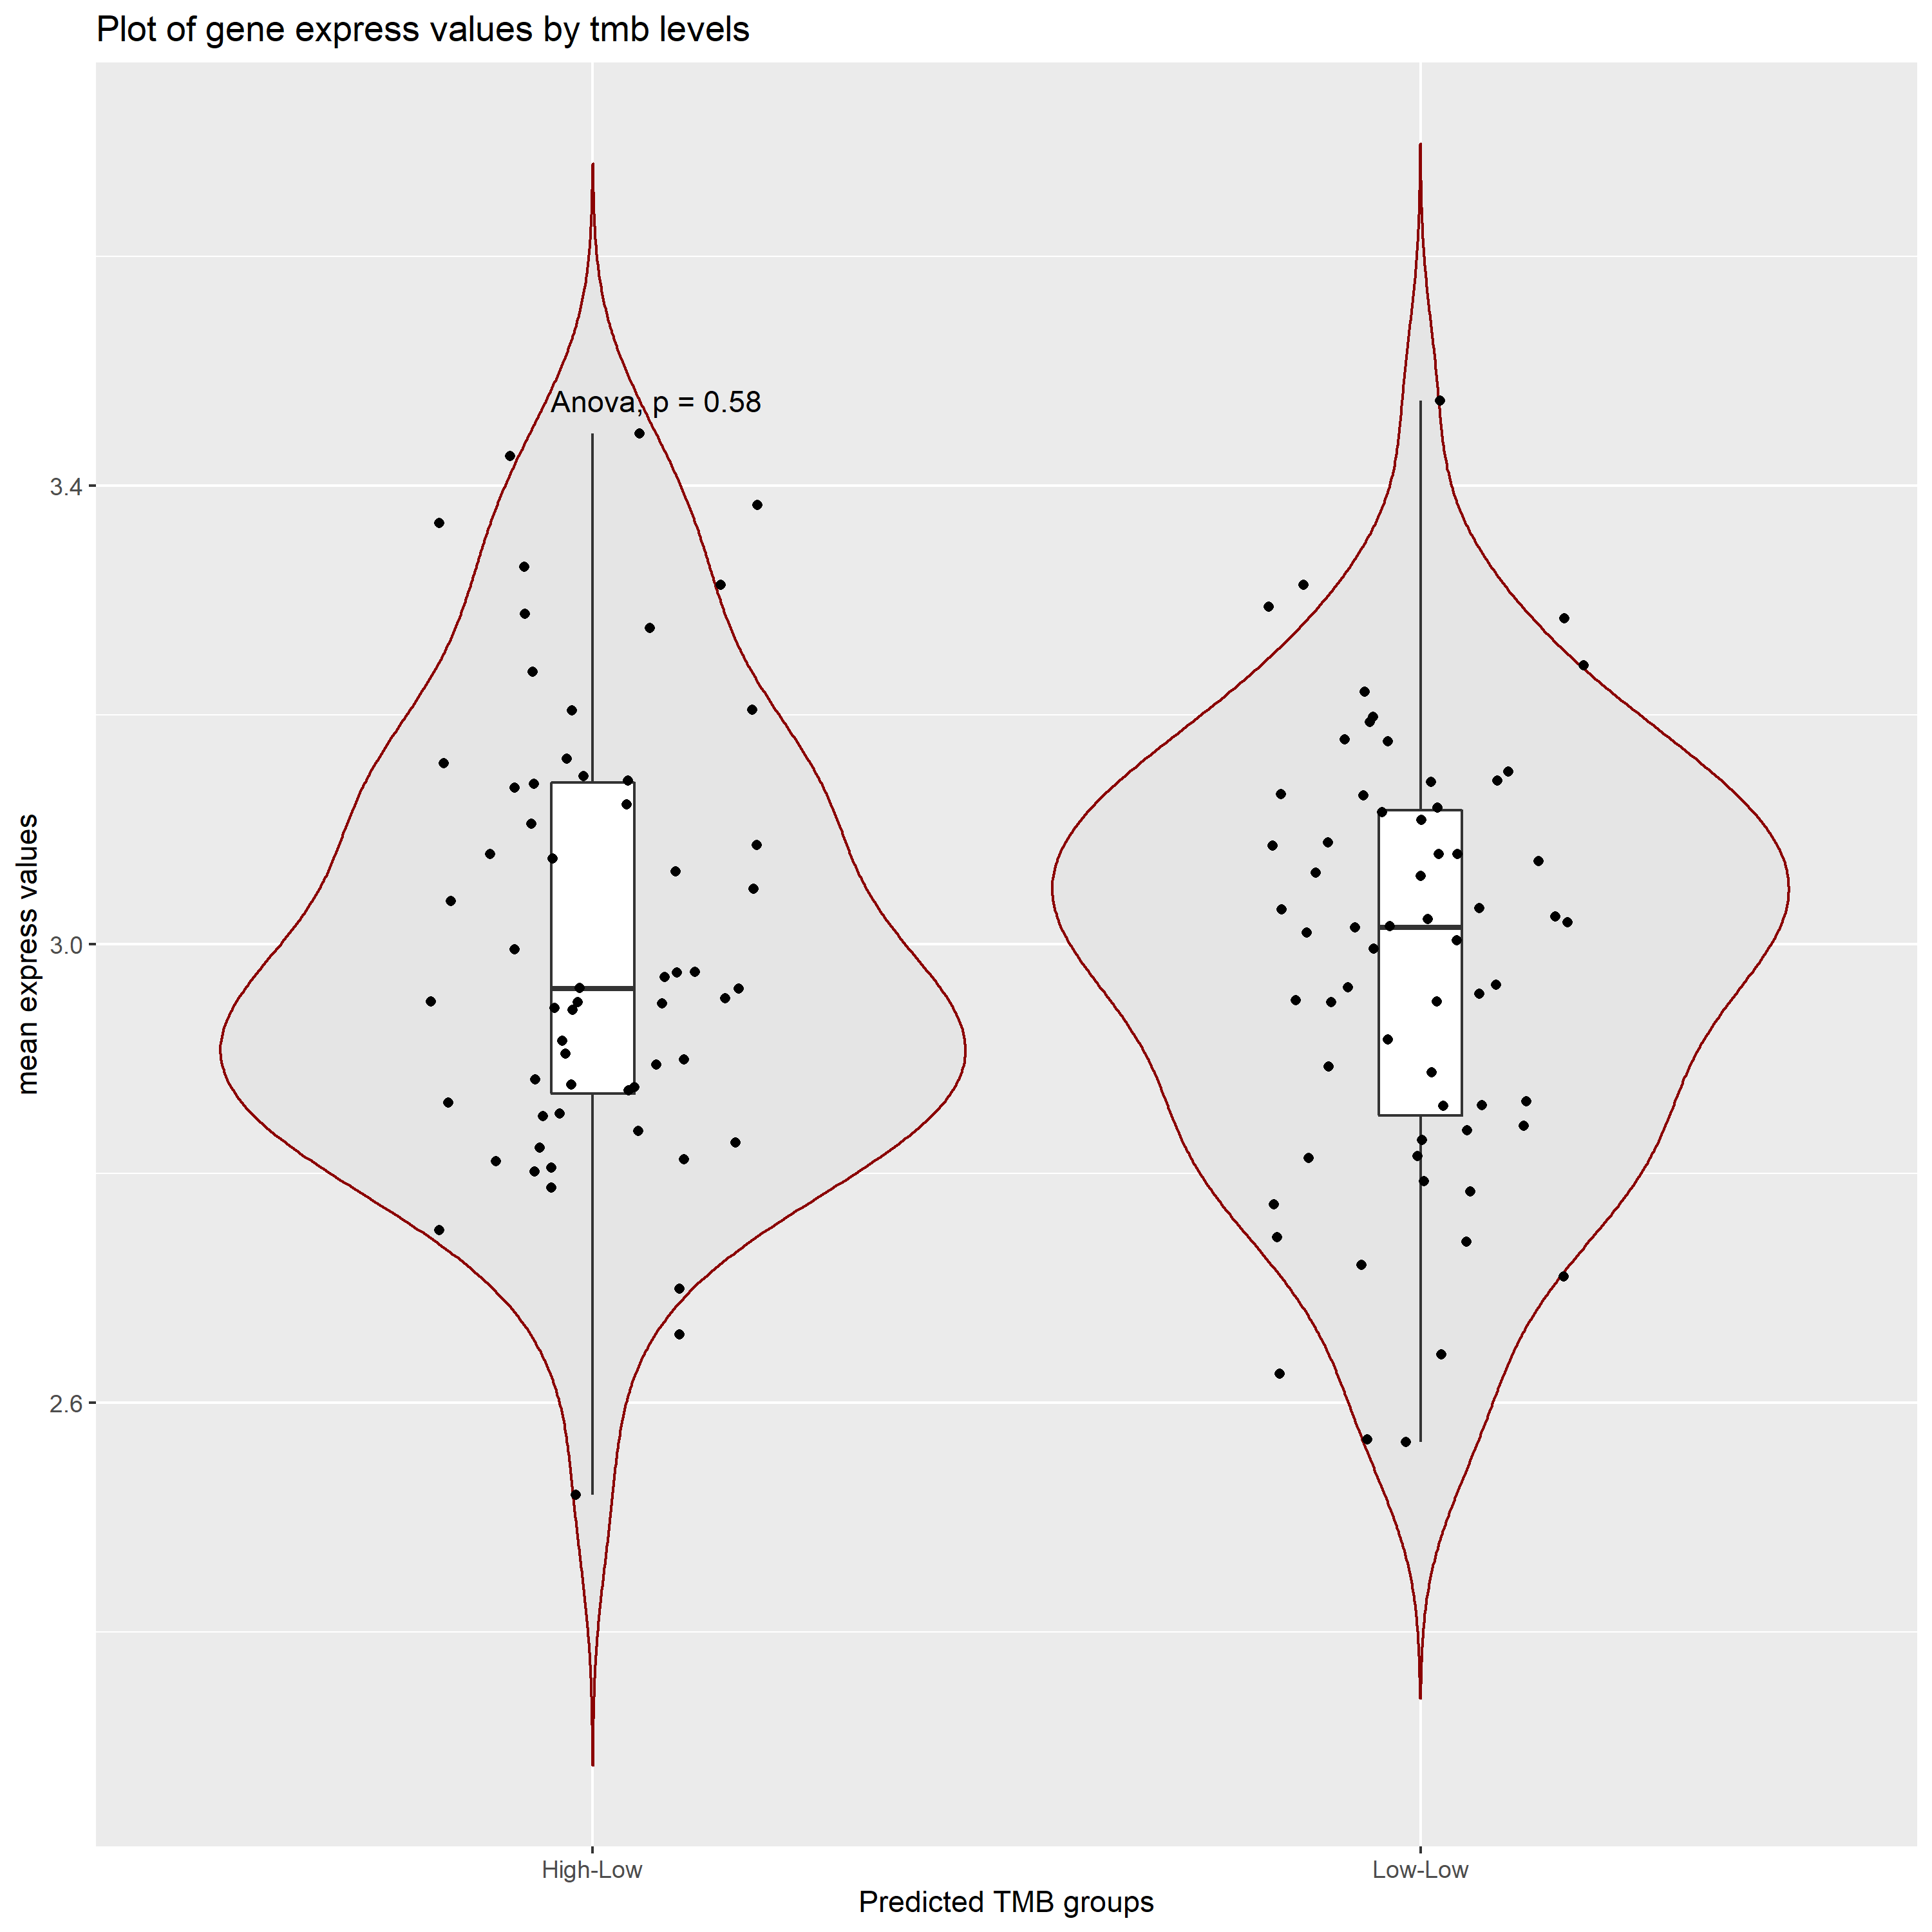 Plot of gene express values by tmb levels
Anova, p = 0.58
3.4
3.0
2.6
mean express values
High-Low
Low-Low
Predicted TMB groups